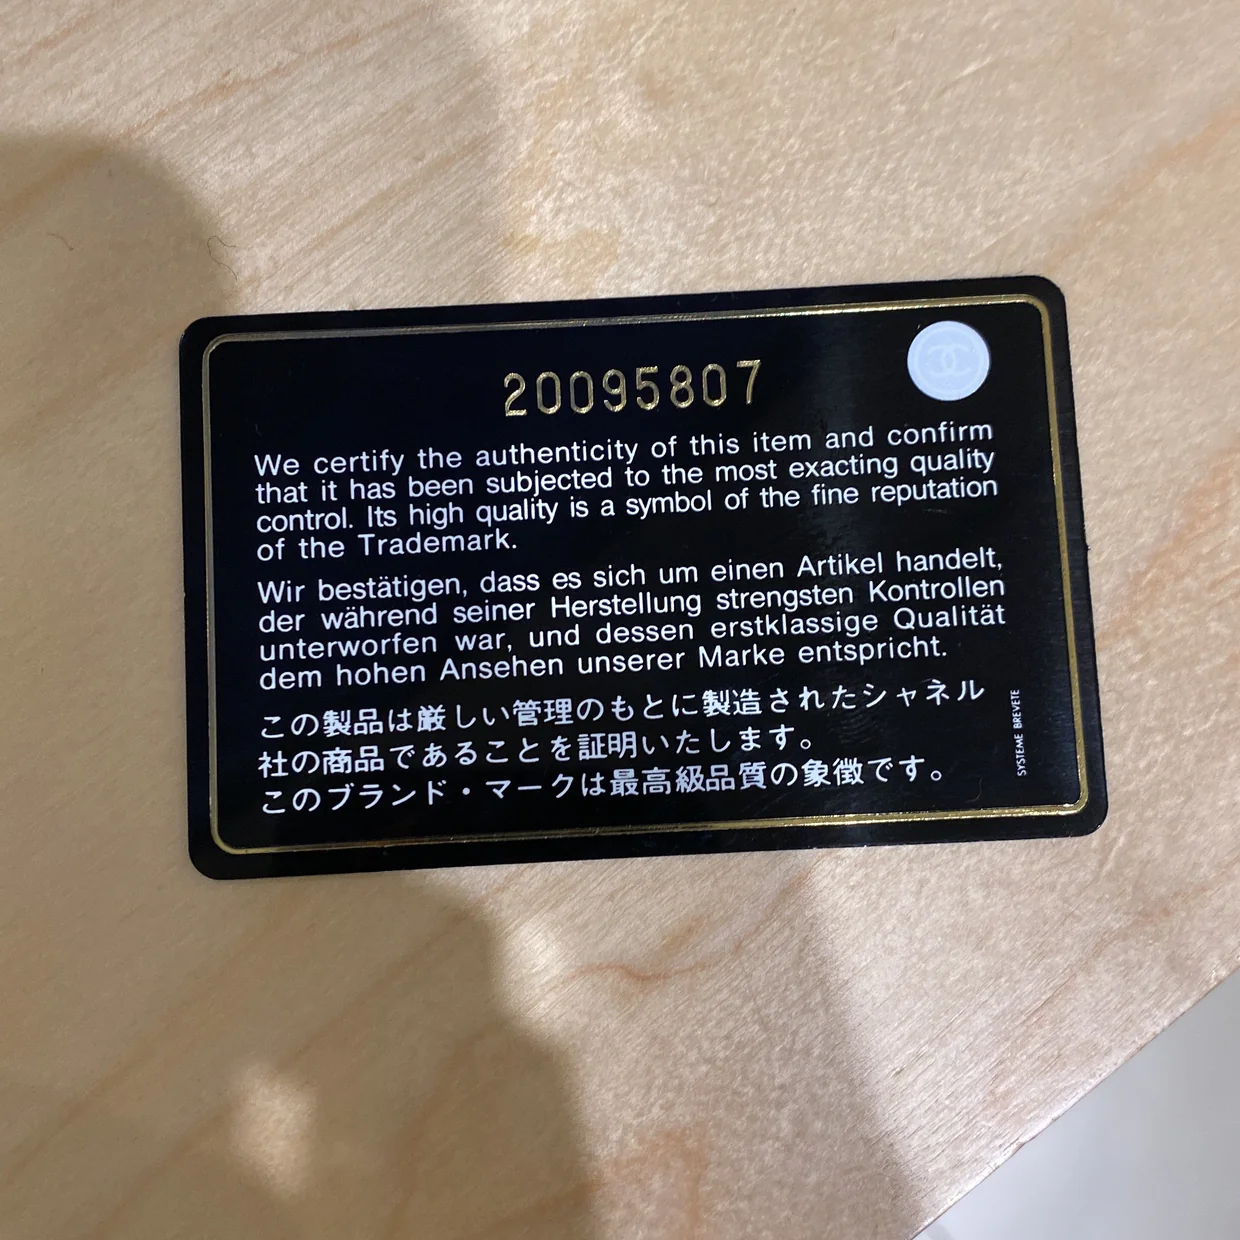 20095807
We certify the authenticity of this item and confirm
that it has been subjected to the most exacting quality
control. Its high quality is a symbol of the fine reputation
of the Trademark.
Wir bestätigen, dass es sich um einen Artikel handelt,
der während seiner Herstellung strengsten Kontrollen
unterworfen war, und dessen erstklassige Qualität
dem hohen Ansehen unserer Marke entspricht.
この製品は厳しい管理のもとに製造されたシャネル
社の商品であることを証明いたします。
このブランド・マークは最高級品質の象徴です。
SYSTEME BREVETE